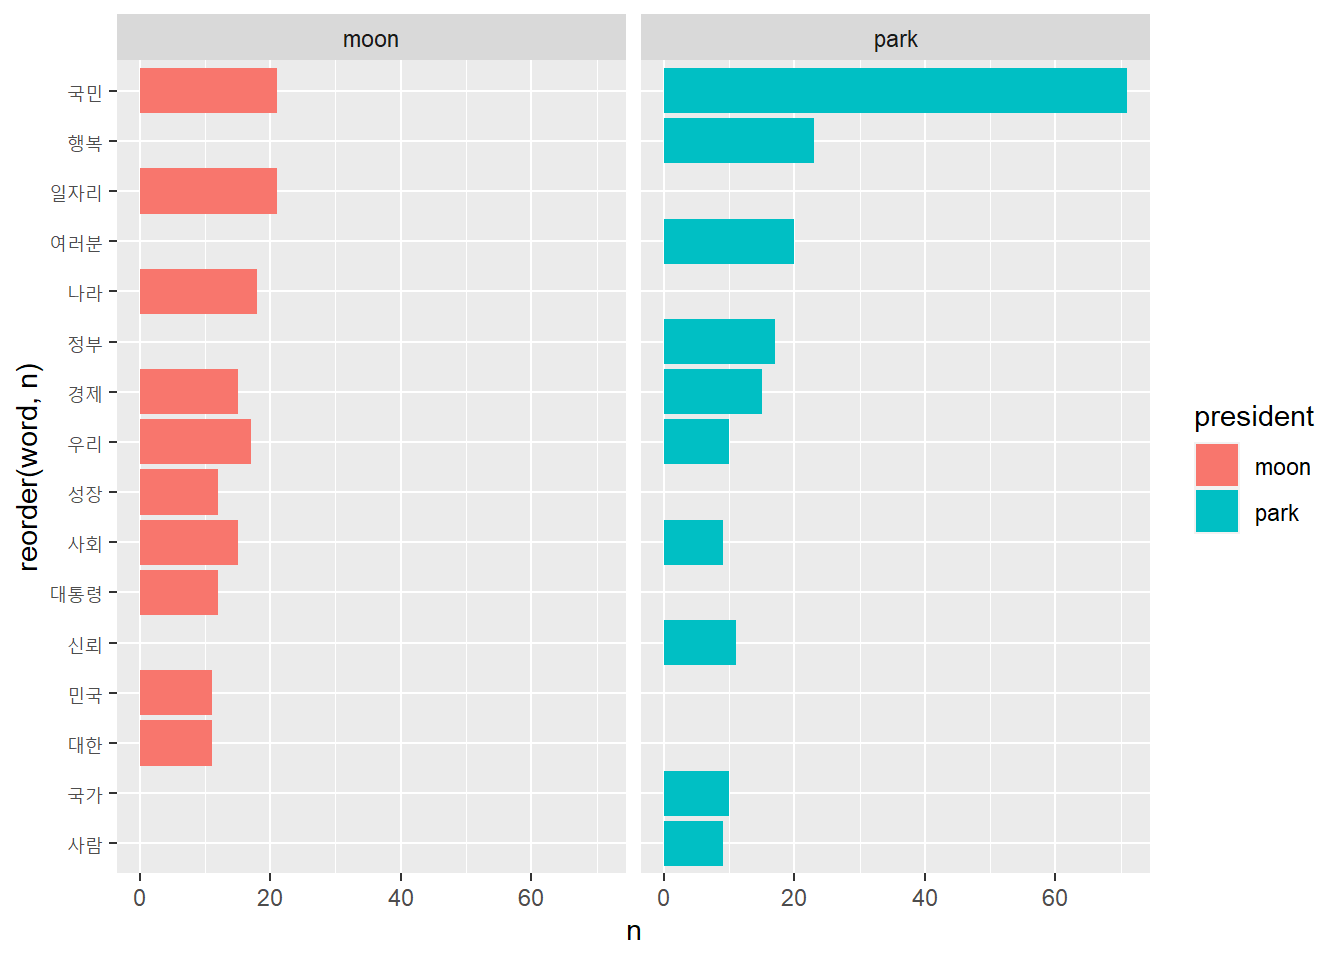 moon
park
국민
행복
일자리
여러분
나라
정부
경제
우리
성장
사회
대통령
신뢰
민국
대한
국가
사람
0 20 40 60
0 20 40 60
n
reorder(word, n)
president
moon
park